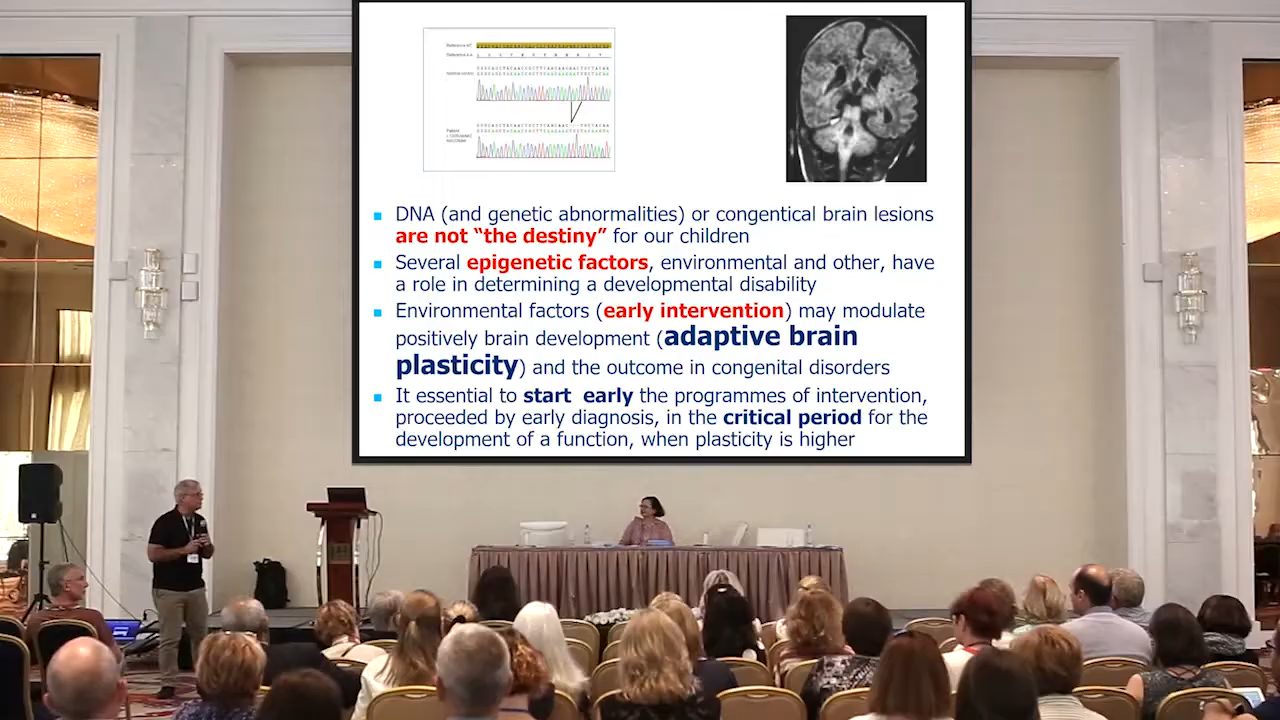 DNA (and genetic abnormalities) or congentical brain lesions
are not “the destiny” for our children
Several epigenetic factors, environmental and other, have
a role in determining a developmental disability
Environmental factors (early intervention) may modulate
positively brain development (adaptive brain
plasticity) and the outcome in congenital disorders
It essential to start early the programmes of intervention,
proceeded by early diagnosis, in the critical period for the
development of a function, when plasticity is higher